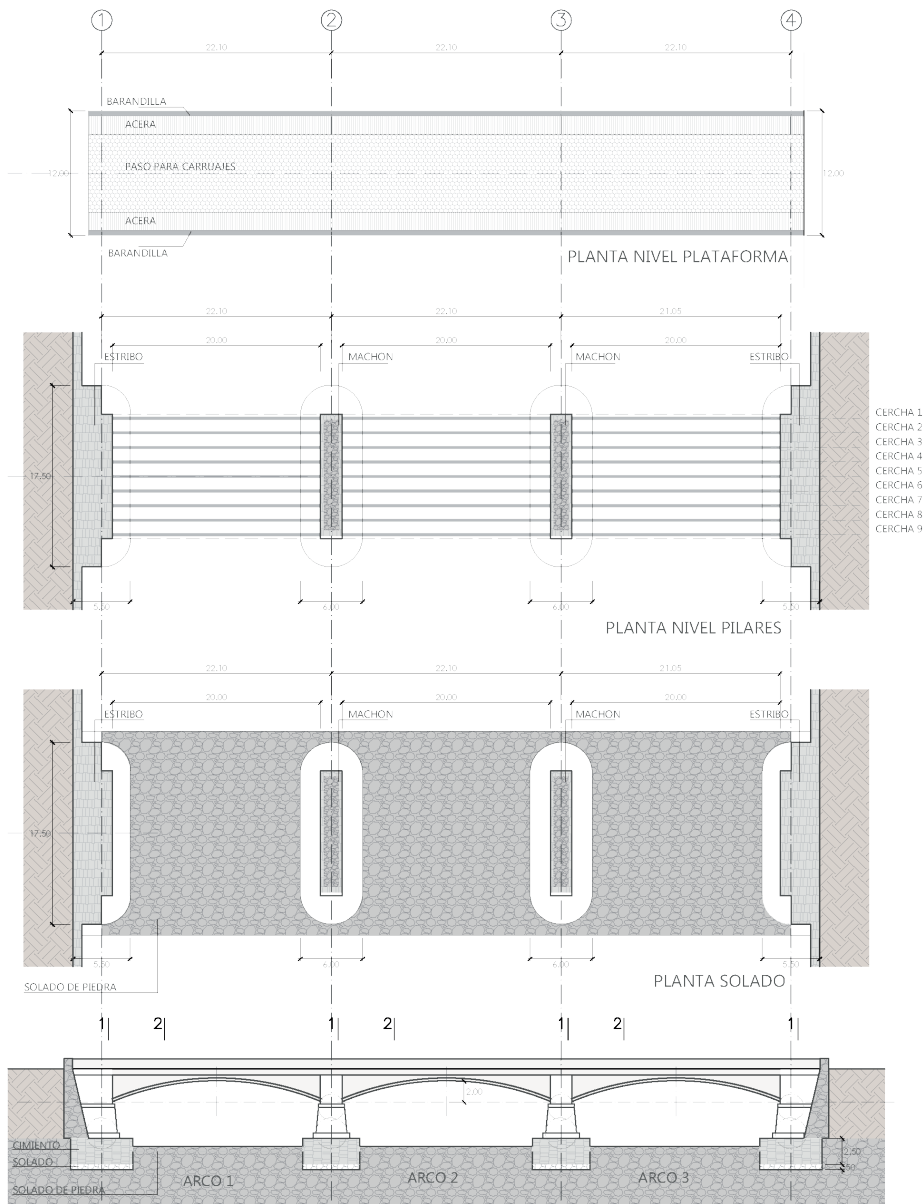 1 2 3 4
22.10 22.10 22.10
BARANDILLA
ACERA
PASO PARA CARRUAJES
12.00 12.00
ACERA
BARANDILLA
PLANTA NIVEL PLATAFORMA
22.10 22.10 21.05
20.00 20.00 20.00
ESTRIBO MACHON MACHON ESTRIBO
CERCHA 1
CERCHA 2
CERCHA 3
CERCHA 4
CERCHA 5
CERCHA 6
CERCHA 7
CERCHA 8
CERCHA 9
17.50
5.50 6.00 6.00 5.50
PLANTA NIVEL PILARES
22.10 22.10 21.05
20.00 20.00 20.00
ESTRIBO MACHON MACHON ESTRIBO
17.50
5.50 6.00 6.00 5.50
PLANTA SOLADO
SOLADO DE PIEDRA
1 2 1 2 1 2 1
2.00
CIMIENTO
2.50
SOLADO
.50
SOLADO DE PIEDRA
ARCO 1 ARCO 2 ARCO 3